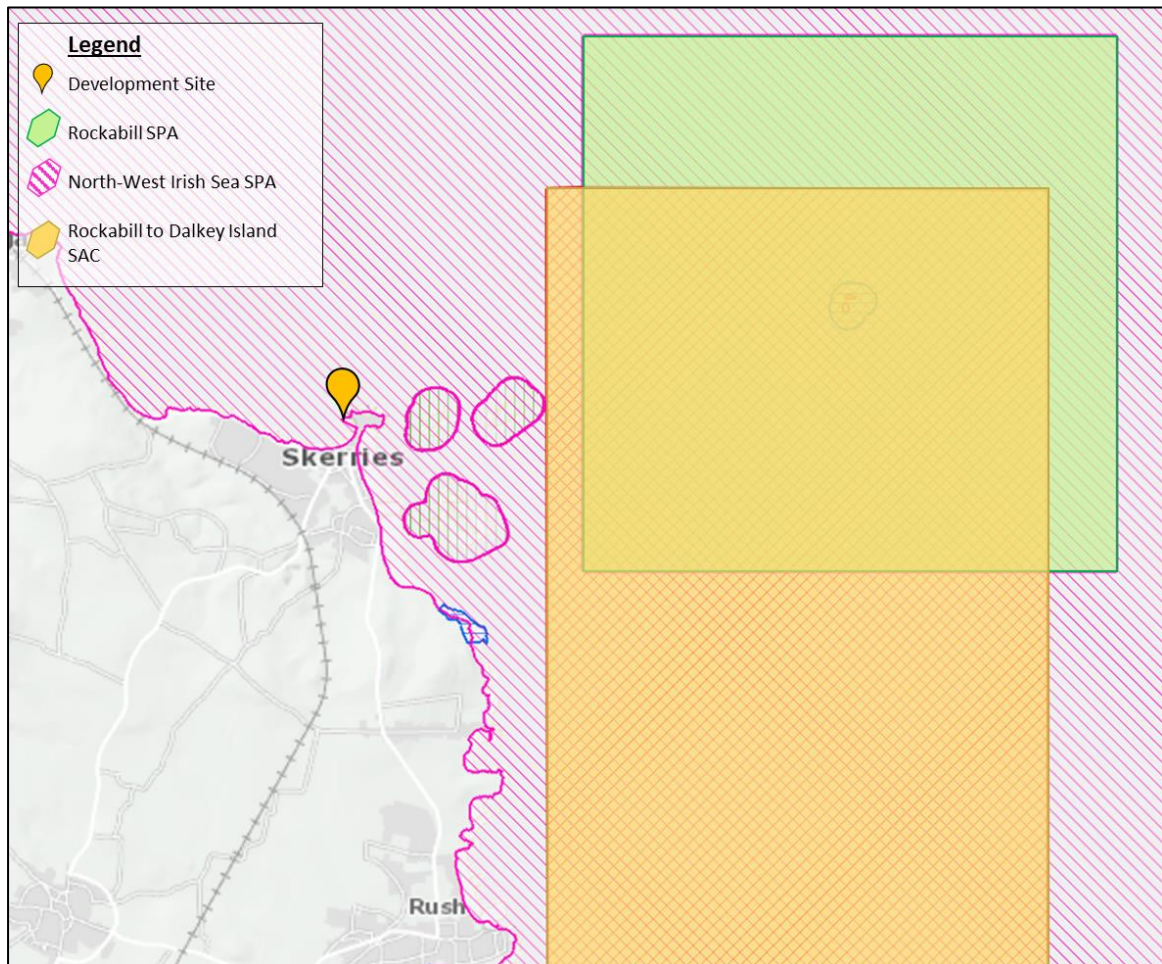 Legend
Development Site
Rockabill SPA
North-West Irish Sea SPA
Rockabill to Dalkey Island
SAC
Skerries
Rush